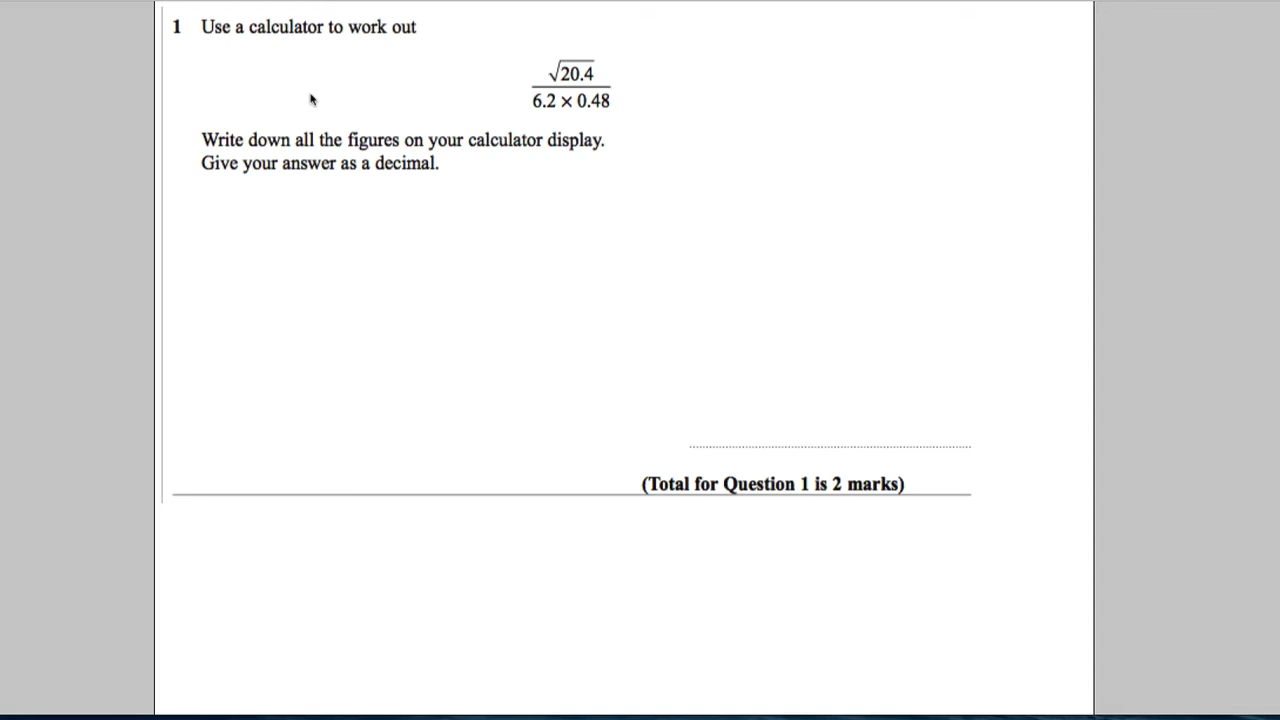 1 Use a calculator to work out
√20.4
6.2 × 0.48
Write down all the figures on your calculator display.
Give your answer as a decimal.
(Total for Question 1 is 2 marks)